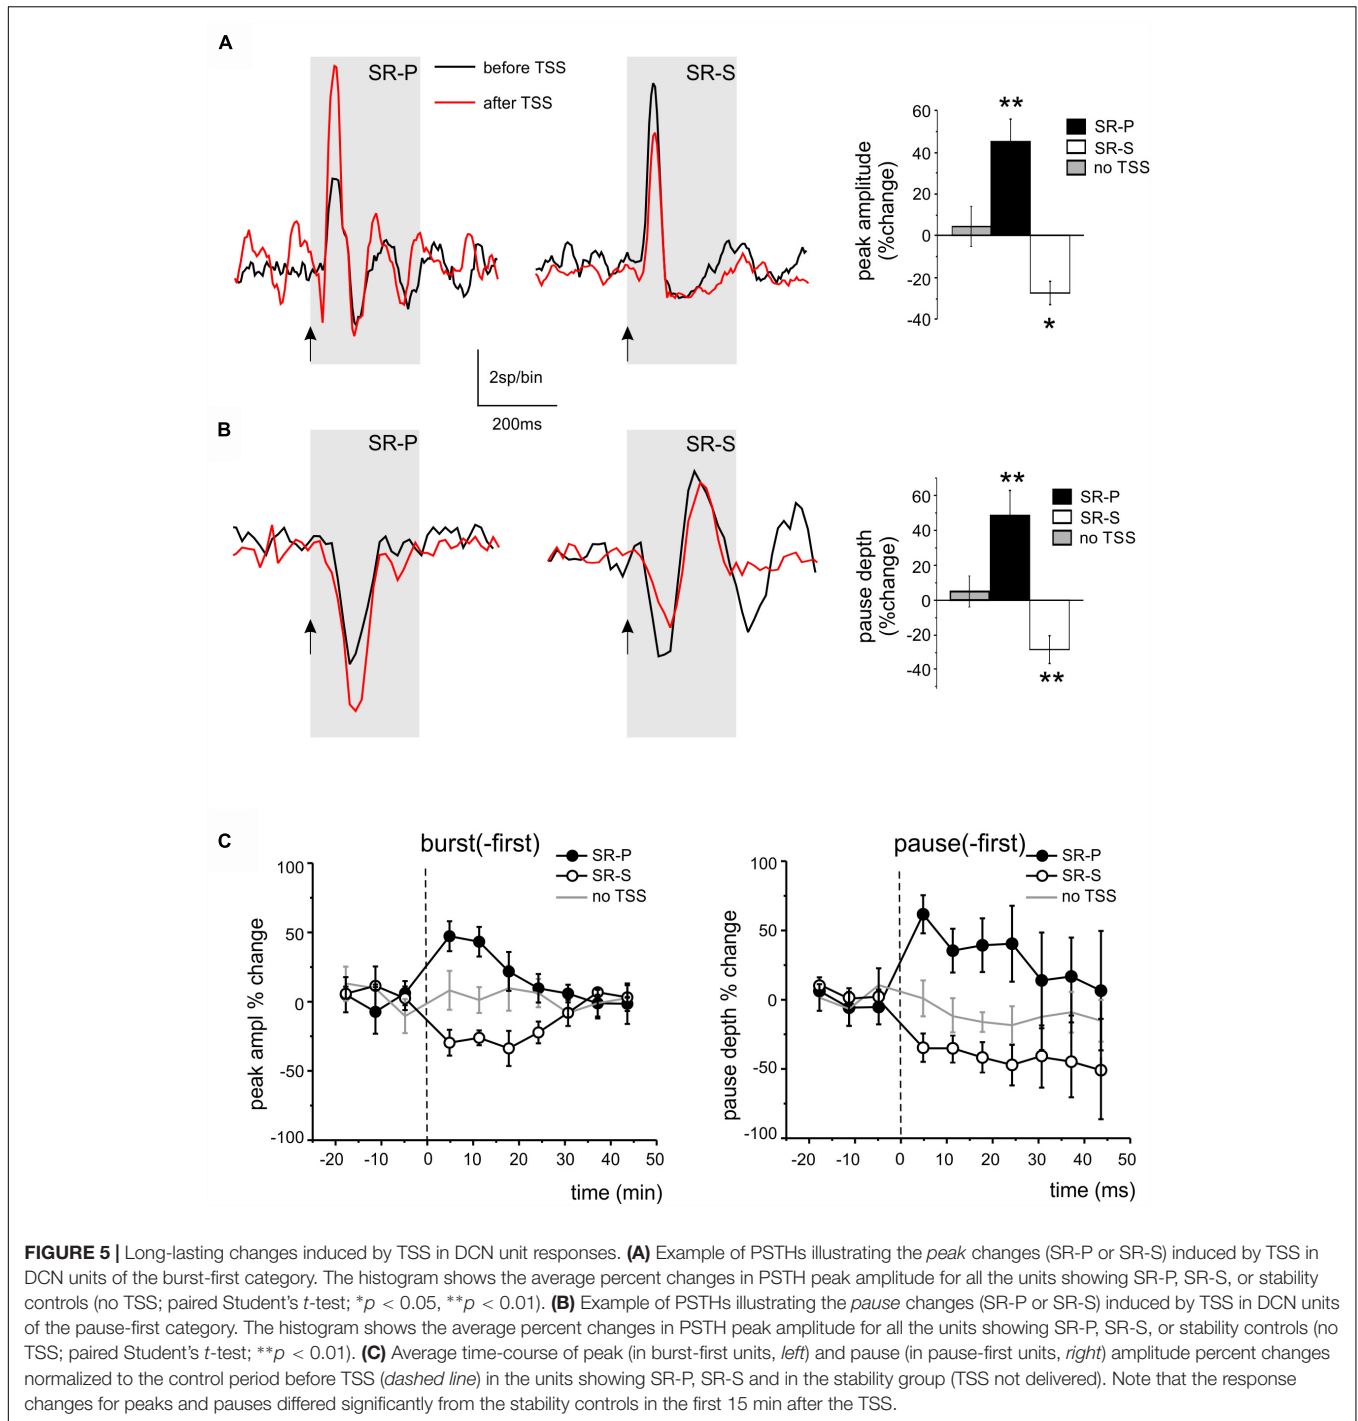 A
SR-P
before TSS
after TSS
SR-S
peak amplitude
(%change)
60
40
20
0
-20
-40
**
*
SR-P
SR-S
no TSS
2sp/bin
200ms
B
SR-P
SR-S
pause depth
(%change)
60
40
20
0
-20
-40
**
**
SR-P
SR-S
no TSS
C
burst(-first)
SR-P
SR-S
no TSS
peak ampl % change
100
50
0
-50
-100
-20 -10 0 10 20 30 40 50
time (min)
pause(-first)
SR-P
SR-S
no TSS
pause depth % change
100
50
0
-50
-100
-20 -10 0 10 20 30 40 50
time (ms)
FIGURE 5 | Long-lasting changes induced by TSS in DCN unit responses. (A) Example of PSTHs illustrating the peak changes (SR-P or SR-S) induced by TSS in
DCN units of the burst-first category. The histogram shows the average percent changes in PSTH peak amplitude for all the units showing SR-P, SR-S, or stability
controls (no TSS; paired Student's t-test; *p < 0.05, **p < 0.01). (B) Example of PSTHs illustrating the pause changes (SR-P or SR-S) induced by TSS in DCN units
of the pause-first category. The histogram shows the average percent changes in PSTH peak amplitude for all the units showing SR-P, SR-S, or stability controls (no
TSS; paired Student's t-test; **p < 0.01). (C) Average time-course of peak (in burst-first units, left) and pause (in pause-first units, right) amplitude percent changes
normalized to the control period before TSS (dashed line) in the units showing SR-P, SR-S and in the stability group (TSS not delivered). Note that the response
changes for peaks and pauses differed significantly from the stability controls in the first 15 min after the TSS.